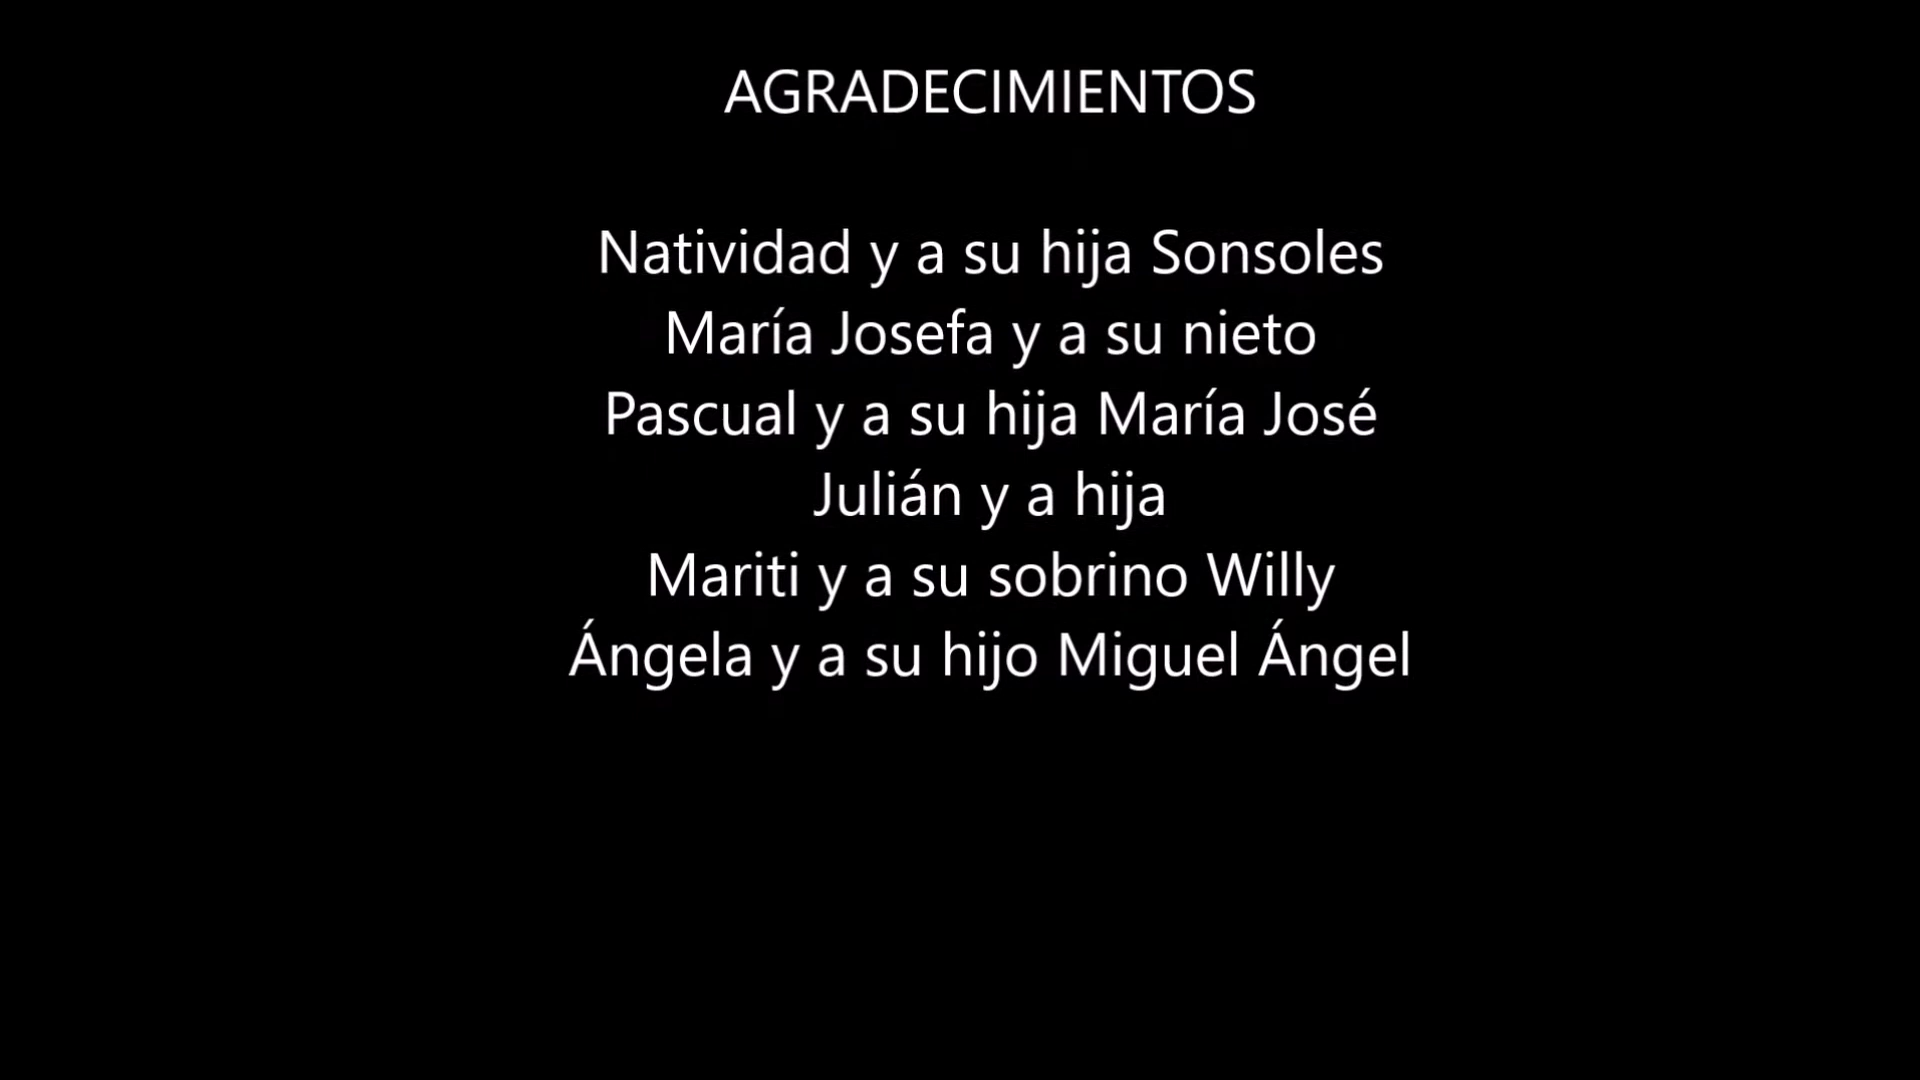 AGRADECIMIENTOS
Natividad y a su hija Sonsoles
María Josefa y a su nieto
Pascual y a su hija María José
Julián y a hija
Mariti y a su sobrino Willy
Ángela y a su hijo Miguel Ángel